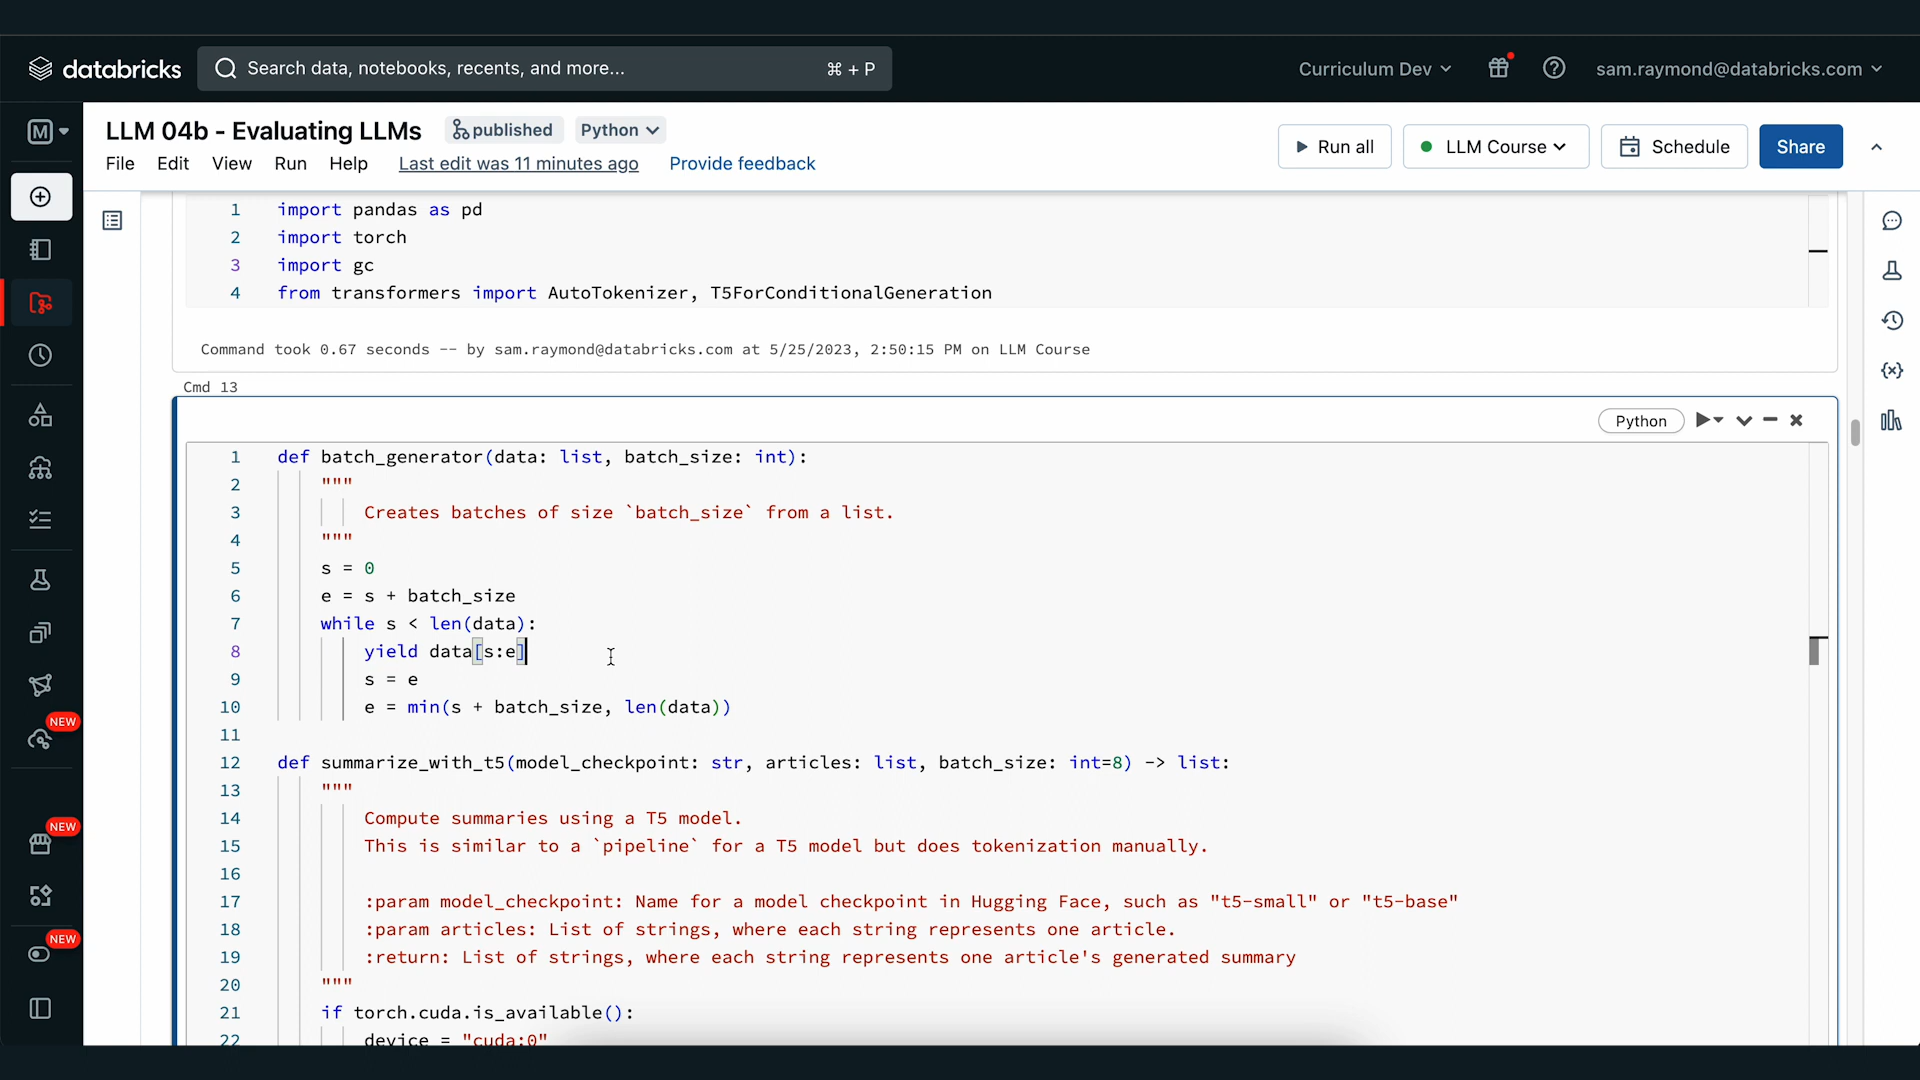 databricks
Search data, notebooks, recents, and more...
⌘ + P
Curriculum Dev
sam.raymond@databricks.com
M
LLM 04b - Evaluating LLMs
published
Python
File Edit View Run Help Last edit was 11 minutes ago Provide feedback
Run all
LLM Course
Schedule
Share
1 import pandas as pd
2 import torch
3 import gc
4 from transformers import AutoTokenizer, T5ForConditionalGeneration
Command took 0.67 seconds -- by sam.raymond@databricks.com at 5/25/2023, 2:50:15 PM on LLM Course
Cmd 13
Python
1 def batch_generator(data: list, batch_size: int):
2 """
3 Creates batches of size `batch_size` from a list.
4 """
5 s = 0
6 e = s + batch_size
7 while s < len(data):
8 yield data[s:e]
9 s = e
10 e = min(s + batch_size, len(data))
11
12 def summarize_with_t5(model_checkpoint: str, articles: list, batch_size: int=8) -> list:
13 """
14 Compute summaries using a T5 model.
15 This is similar to a `pipeline` for a T5 model but does tokenization manually.
16
17 :param model_checkpoint: Name for a model checkpoint in Hugging Face, such as "t5-small" or "t5-base"
18 :param articles: List of strings, where each string represents one article.
19 :return: List of strings, where each string represents one article's generated summary
20 """
21 if torch.cuda.is_available():
22 device = "cuda:0"
NEW
NEW
NEW